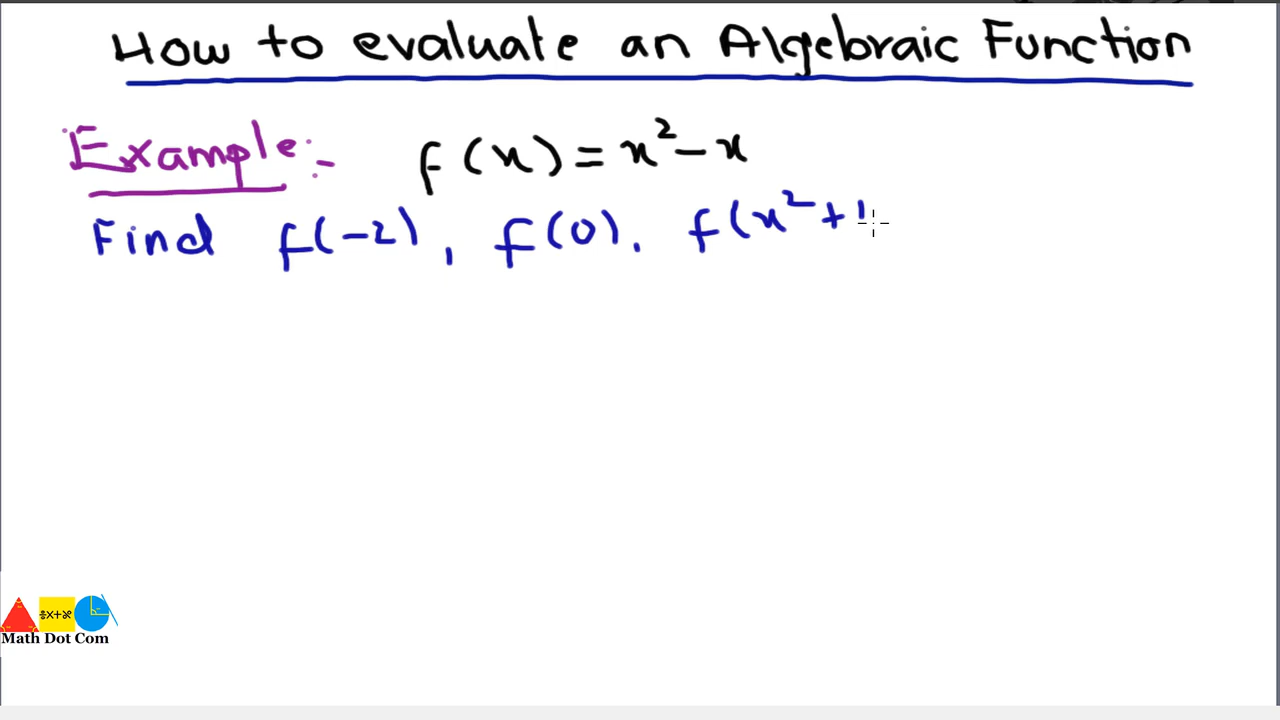 How to evaluate an Algebraic Function
Example:- f(x)=x²-x
Find f(-2), f(0), f(x²+1
÷x+
Math Dot Com